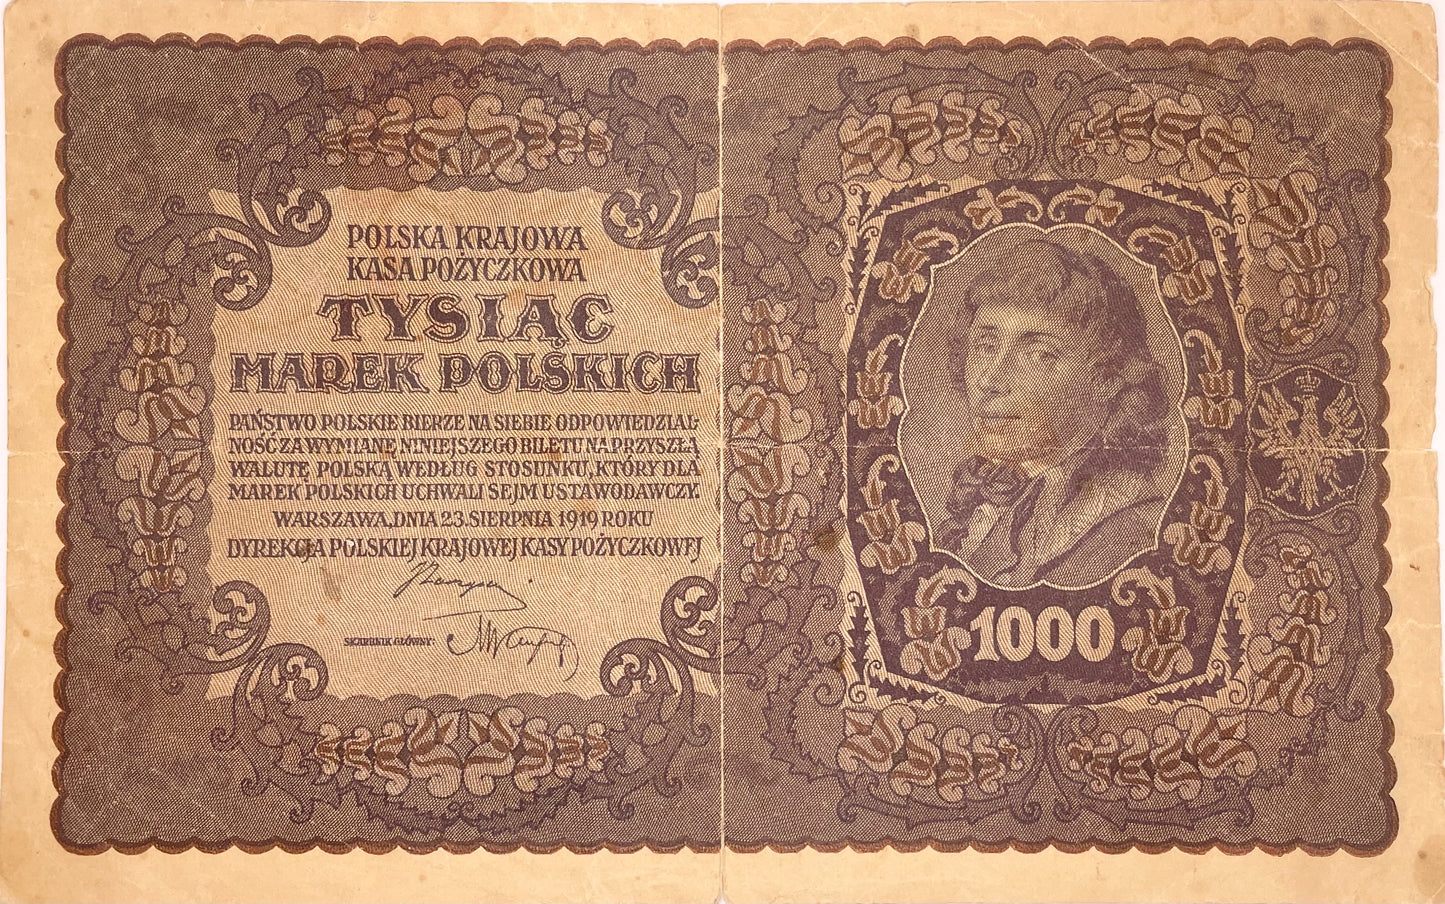 POLSKA KRAJOWA
KASA POŻYCZKOWA
TYSIĄC
MAREK POLSKICH
PAŃSTWO POLSKIE BIERZE NA SIEBIE ODPOWIEDZIAL-
NOŚĆ ZA WYMIANĘ NINIEJSZEGO BILETU NA PRZYSZŁĄ
WALUTĘ POLSKĄ WEDŁUG STOSUNKU, KTÓRY DLA
MAREK POLSKICH UCHWALI SEJM USTAWODAWCZY.
WARSZAWA, DNIA 23. SIERPNIA 1919 ROKU
DYREKCJA POLSKIEJ KRAJOWEJ KASY POŻYCZKOWEJ
SKARBNIK GŁÓWNY:
1000